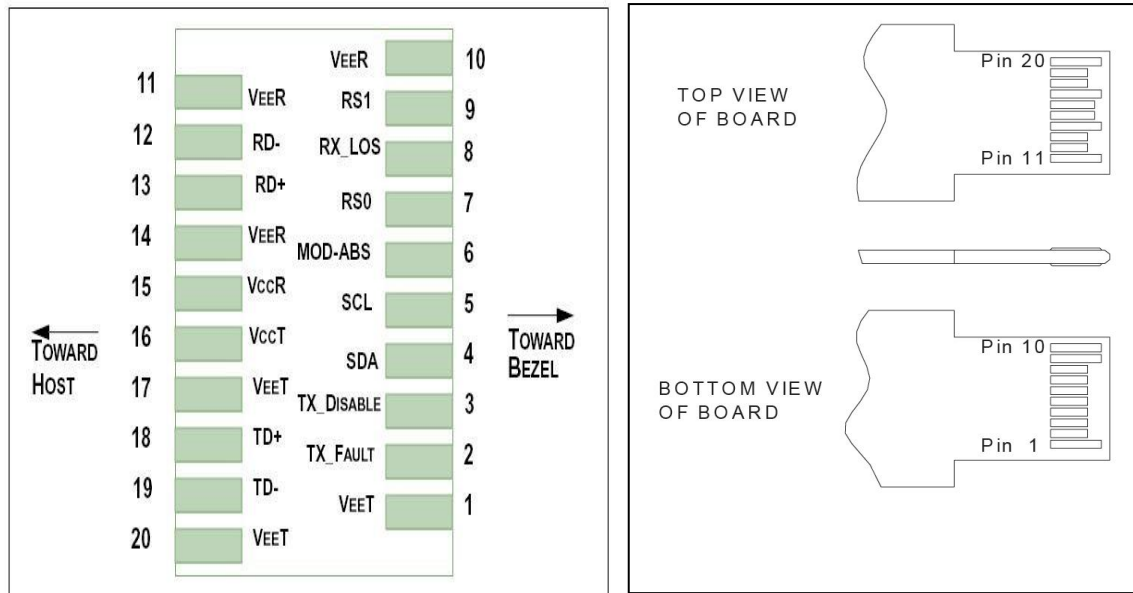 11
VEER
12
RD-
13
RD+
14
VEER
15
VCCR
16
VCCT
17
VEET
18
TD+
19
TD-
20
VEET
TOWARD
HOST
VEER
10
RS1
9
RX_LOS
8
RS0
7
MOD-ABS
6
SCL
5
SDA
4
TX_DISABLE
3
TX_FAULT
2
VEET
1
TOWARD
BEZEL
TOP VIEW
OF BOARD
Pin 20
Pin 11
BOTTOM VIEW
OF BOARD
Pin 10
Pin 1